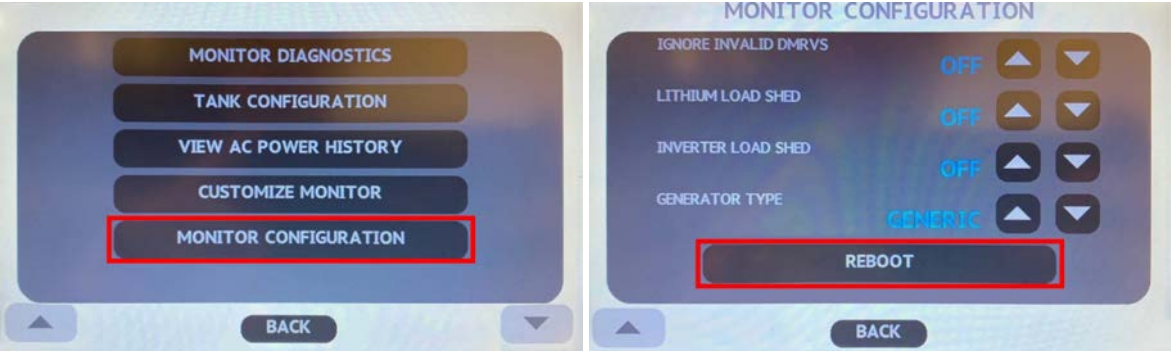 MONITOR DIAGNOSTICS
TANK CONFIGURATION
VIEW AC POWER HISTORY
CUSTOMIZE MONITOR
MONITOR CONFIGURATION
BACK
MONITOR CONFIGURATION
IGNORE INVALID DMRVS
OFF
LITHIUM LOAD SHED
OFF
INVERTER LOAD SHED
OFF
GENERATOR TYPE
GENERIC
REBOOT
BACK